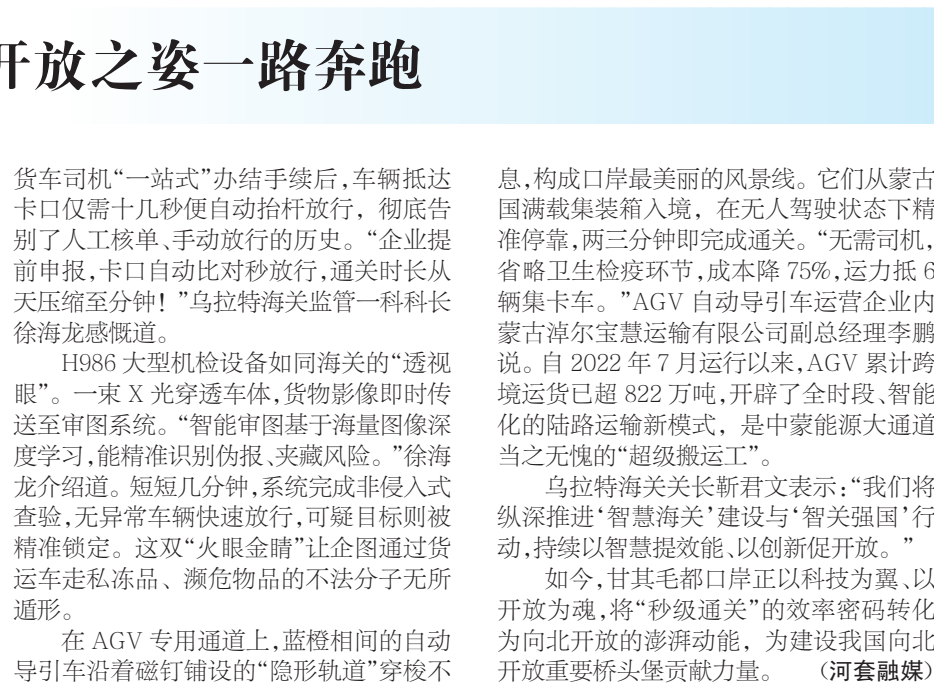 开放之姿一路奔跑
货车司机“一站式”办结手续后,车辆抵达
卡口仅需十几秒便自动抬杆放行，彻底告
别了人工核单、手动放行的历史。“企业提
前申报,卡口自动比对秒放行,通关时长从
天压缩至分钟！”乌拉特海关监管一科科长
徐海龙感慨道。
H986 大型机检设备如同海关的“透视
眼”。一束 X 光穿透车体,货物影像即时传
送至审图系统。“智能审图基于海量图像深
度学习,能精准识别伪报、夹藏风险。”徐海
龙介绍道。短短几分钟,系统完成非侵入式
查验,无异常车辆快速放行,可疑目标则被
精准锁定。这双“火眼金睛”让企图通过货
运车走私冻品、濒危物品的不法分子无所
遁形。
在 AGV 专用通道上,蓝橙相间的自动
导引车沿着磁钉铺设的“隐形轨道”穿梭不
息,构成口岸最美丽的风景线。它们从蒙古
国满载集装箱入境，在无人驾驶状态下精
准停靠,两三分钟即完成通关。“无需司机,
省略卫生检疫环节,成本降 75%,运力抵 6
辆集卡车。”AGV 自动导引车运营企业内
蒙古淖尔宝慧运输有限公司副总经理李鹏
说。自 2022 年 7 月运行以来,AGV 累计跨
境运货已超 822 万吨,开辟了全时段、智能
化的陆路运输新模式，是中蒙能源大通道
当之无愧的“超级搬运工”。
乌拉特海关关长靳君文表示:“我们将
纵深推进‘智慧海关’建设与‘智关强国’行
动,持续以智慧提效能、以创新促开放。”
如今,甘其毛都口岸正以科技为翼、以
开放为魂,将“秒级通关”的效率密码转化
为向北开放的澎湃动能，为建设我国向北
开放重要桥头堡贡献力量。 （河套融媒）